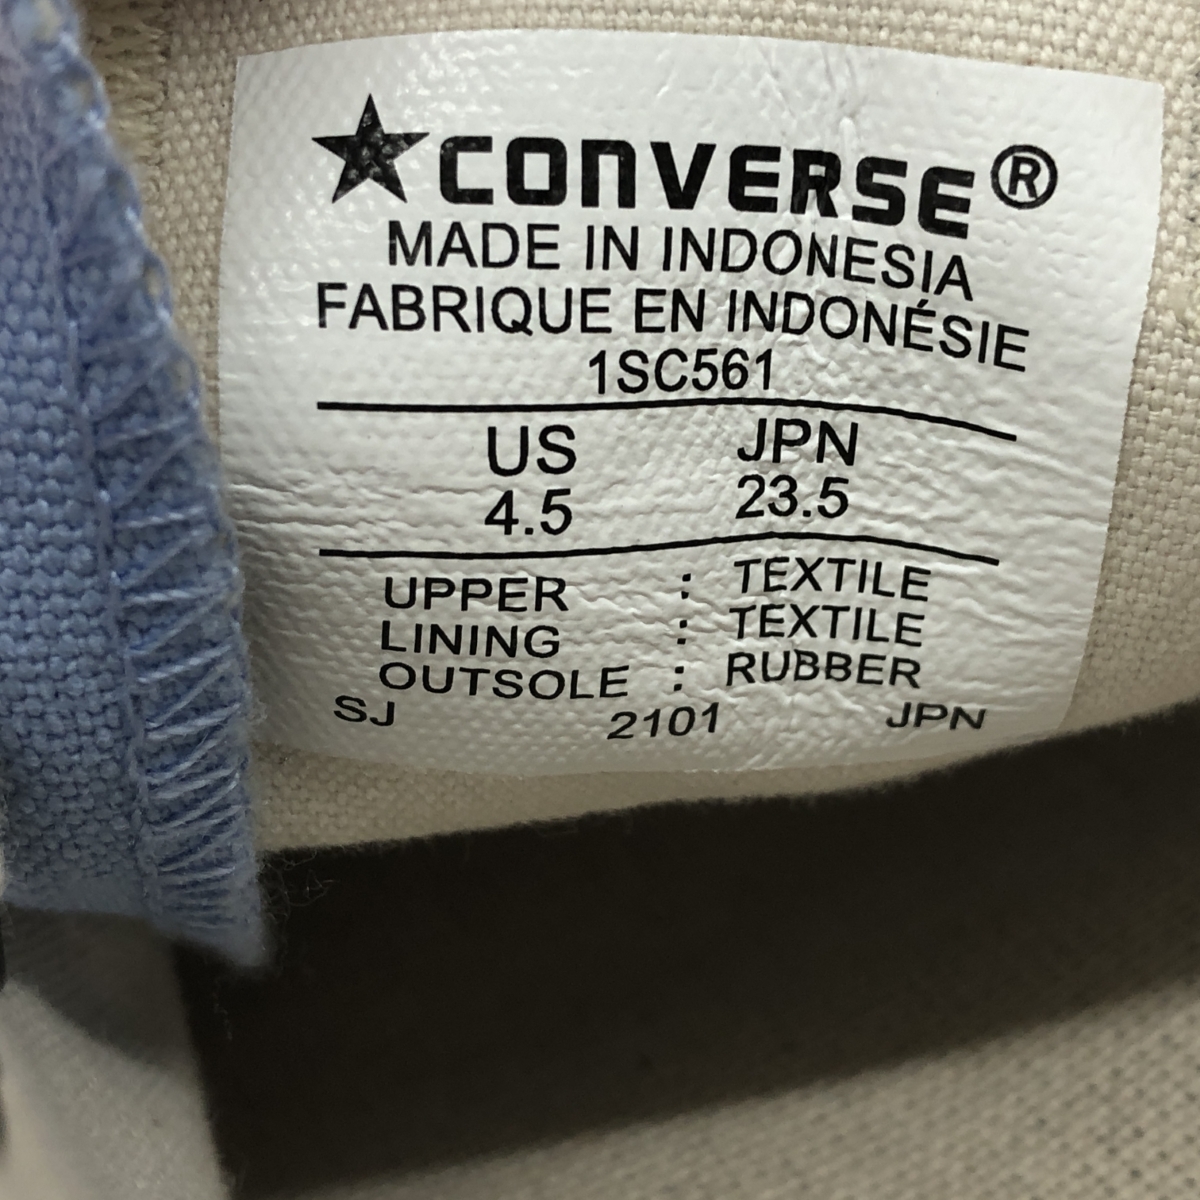 ★CONVERSE®
MADE IN INDONESIA
FABRIQUE EN INDONÉSIE
1SC561
US JPN
4.5 23.5
UPPER : TEXTILE
LINING : TEXTILE
OUTSOLE : RUBBER
SJ 2101 JPN